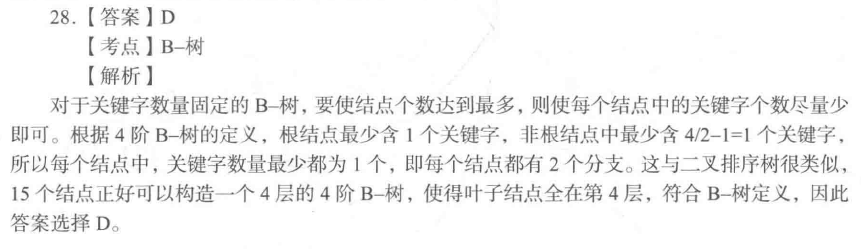 28.【答案】D
【考点】B–树
【解析】
对于关键字数量固定的 B–树，要使结点个数达到最多，则使每个结点中的关键字个数尽量少
即可。根据 4 阶 B–树的定义，根结点最少含 1 个关键字，非根结点中最少含 4/2–1=1 个关键字，
所以每个结点中，关键字数量最少都为 1 个，即每个结点都有 2 个分支。这与二叉排序树很类似，
15 个结点正好可以构造一个 4 层的 4 阶 B–树，使得叶子结点全在第 4 层，符合 B–树定义，因此
答案选择 D。